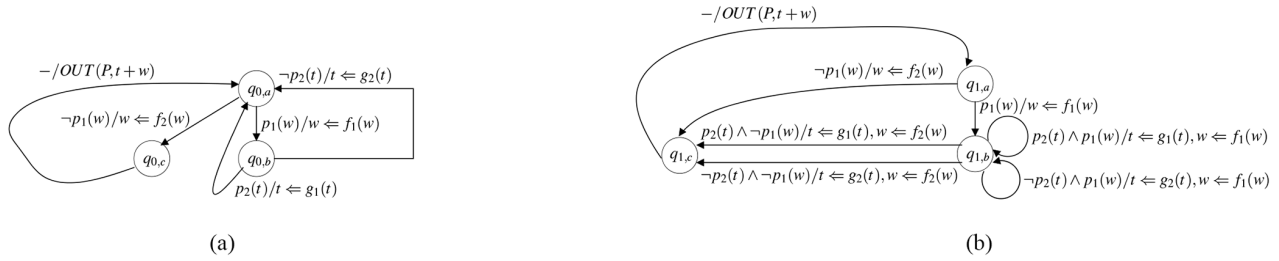 −/OUT(P,t+w)
¬p₂(t)/t ⇐ g₂(t)
q₀,ₐ
¬p₁(w)/w ⇐ f₂(w)
p₁(w)/w ⇐ f₁(w)
q₀,c
q₀,b
p₂(t)/t ⇐ g₁(t)
(a)
−/OUT(P,t+w)
¬p₁(w)/w ⇐ f₂(w)
q₁,ₐ
p₁(w)/w ⇐ f₁(w)
p₂(t) ∧ ¬p₁(w)/t ⇐ g₁(t), w ⇐ f₂(w)
p₂(t) ∧ p₁(w)/t ⇐ g₁(t), w ⇐ f₁(w)
q₁,c
q₁,b
¬p₂(t) ∧ ¬p₁(w)/t ⇐ g₂(t), w ⇐ f₂(w)
¬p₂(t) ∧ p₁(w)/t ⇐ g₂(t), w ⇐ f₁(w)
(b)